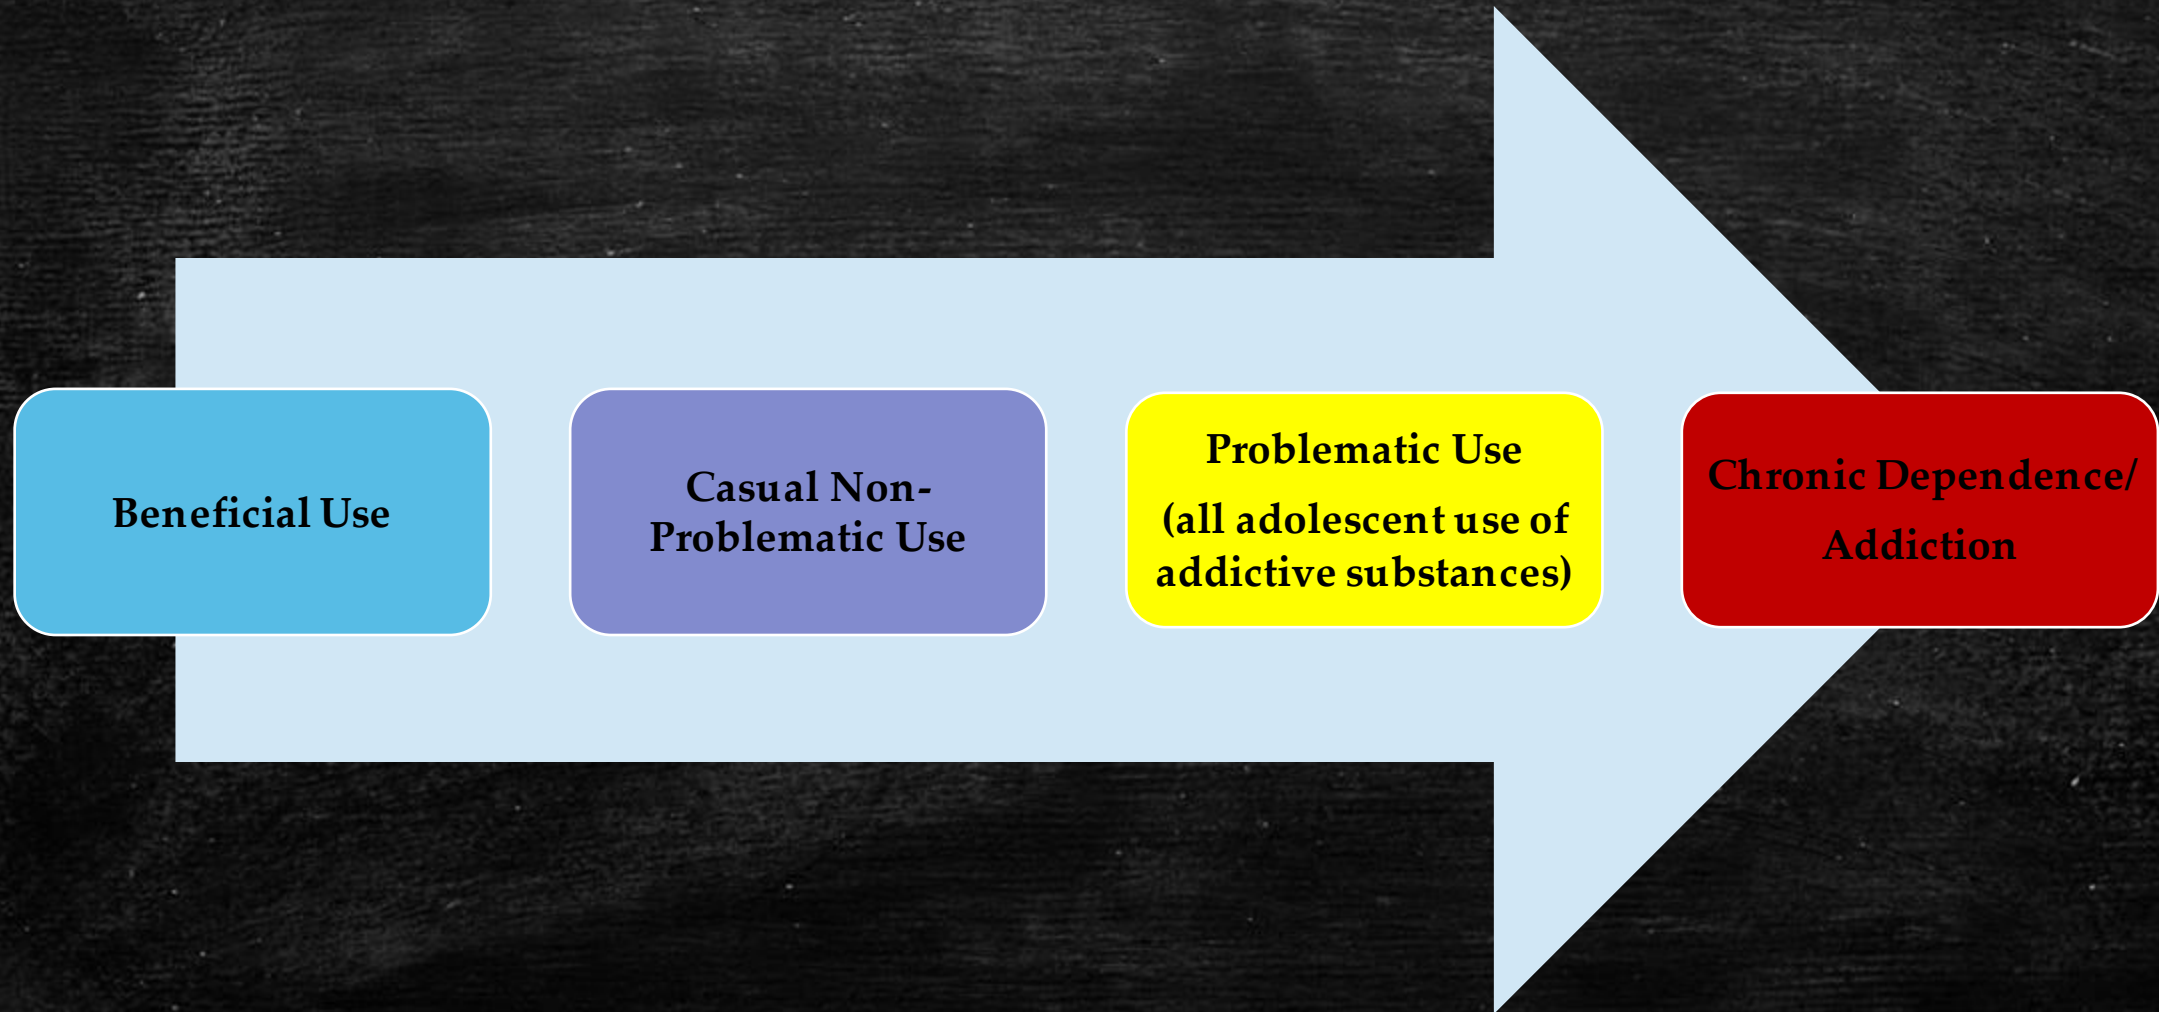 Beneficial Use
Casual Non-
Problematic Use
Problematic Use
(all adolescent use of
addictive substances)
Chronic Dependence/
Addiction